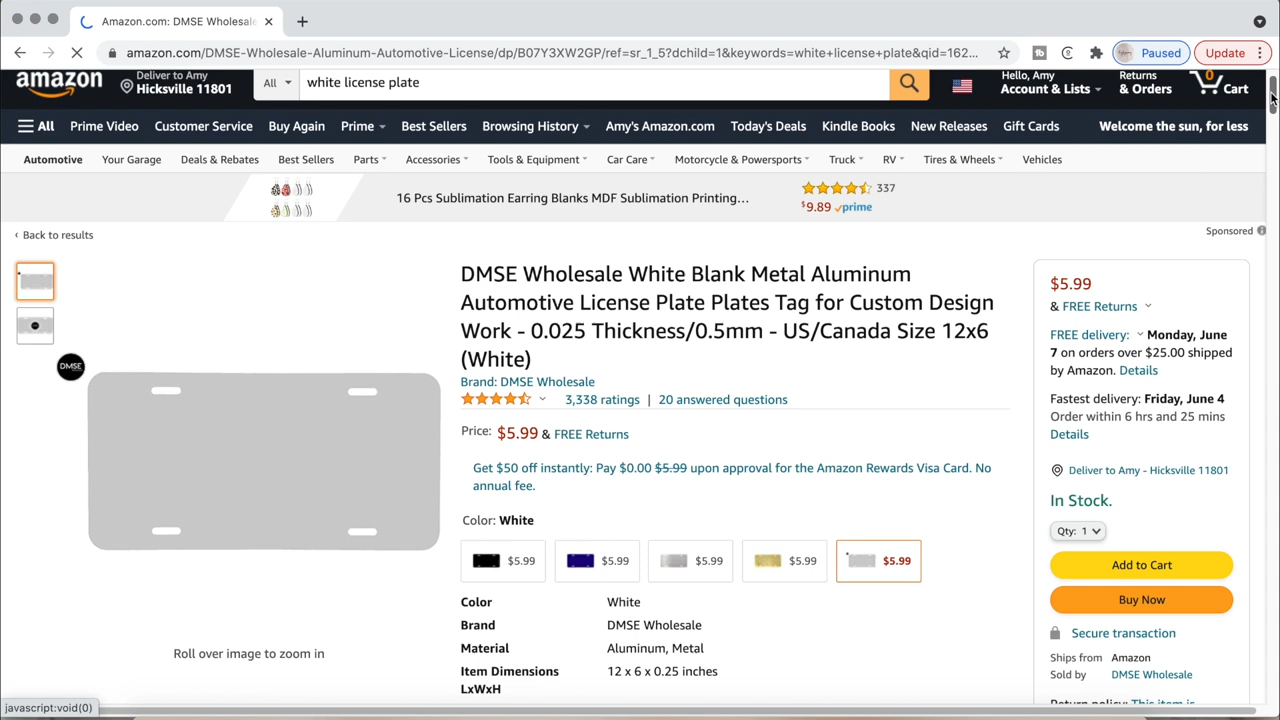 Amazon.com: DMSE Wholesale
amazon.com/DMSE-Wholesale-Aluminum-Automotive-License/dp/B07Y3XW2GP/ref=sr_1_5?dchild=1&keywords=white+license+plate&qid=162...
Paused
Update
amazon
Deliver to Amy
Hicksville 11801
All
white license plate
Hello, Amy
Account & Lists
Returns
& Orders
0
Cart
All
Prime Video
Customer Service
Buy Again
Prime
Best Sellers
Browsing History
Amy's Amazon.com
Today's Deals
Kindle Books
New Releases
Gift Cards
Welcome the sun, for less
Automotive
Your Garage
Deals & Rebates
Best Sellers
Parts
Accessories
Tools & Equipment
Car Care
Motorcycle & Powersports
Truck
RV
Tires & Wheels
Vehicles
16 Pcs Sublimation Earring Blanks MDF Sublimation Printing...
337
$9.89 prime
‹ Back to results
Sponsored
DMSE
DMSE Wholesale White Blank Metal Aluminum
Automotive License Plate Plates Tag for Custom Design
Work - 0.025 Thickness/0.5mm - US/Canada Size 12x6
(White)
Brand: DMSE Wholesale
3,338 ratings | 20 answered questions
Price: $5.99 & FREE Returns
Get $50 off instantly: Pay $0.00 $5.99 upon approval for the Amazon Rewards Visa Card. No
annual fee.
Color: White
$5.99
$5.99
$5.99
$5.99
$5.99
Color White
Brand DMSE Wholesale
Material Aluminum, Metal
Item Dimensions 12 x 6 x 0.25 inches
LxWxH
Roll over image to zoom in
$5.99
& FREE Returns
FREE delivery: Monday, June
7 on orders over $25.00 shipped
by Amazon. Details
Fastest delivery: Friday, June 4
Order within 6 hrs and 25 mins
Details
Deliver to Amy - Hicksville 11801
In Stock.
Qty: 1
Add to Cart
Buy Now
Secure transaction
Ships from Amazon
Sold by DMSE Wholesale
Return policy: This item is
javascript:void(0)